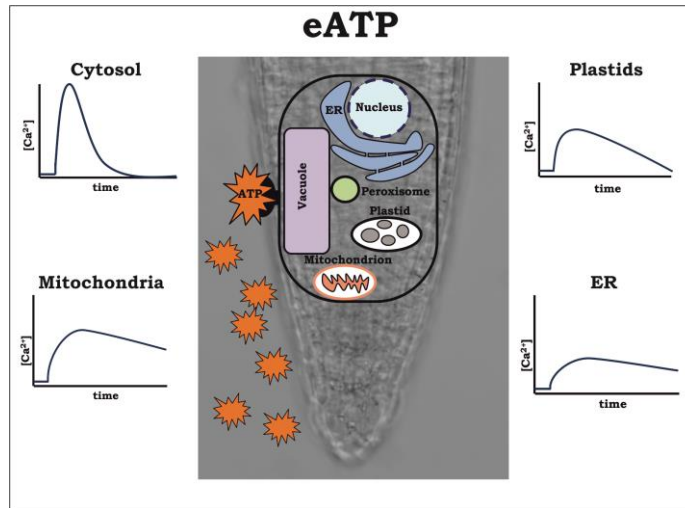 eATP
Cytosol
[Ca²⁺]
time
Plastids
[Ca²⁺]
time
Mitochondria
[Ca²⁺]
time
ER
[Ca²⁺]
time
ER
Nucleus
Vacuole
ATP
Peroxisome
Plastid
Mitochondrion